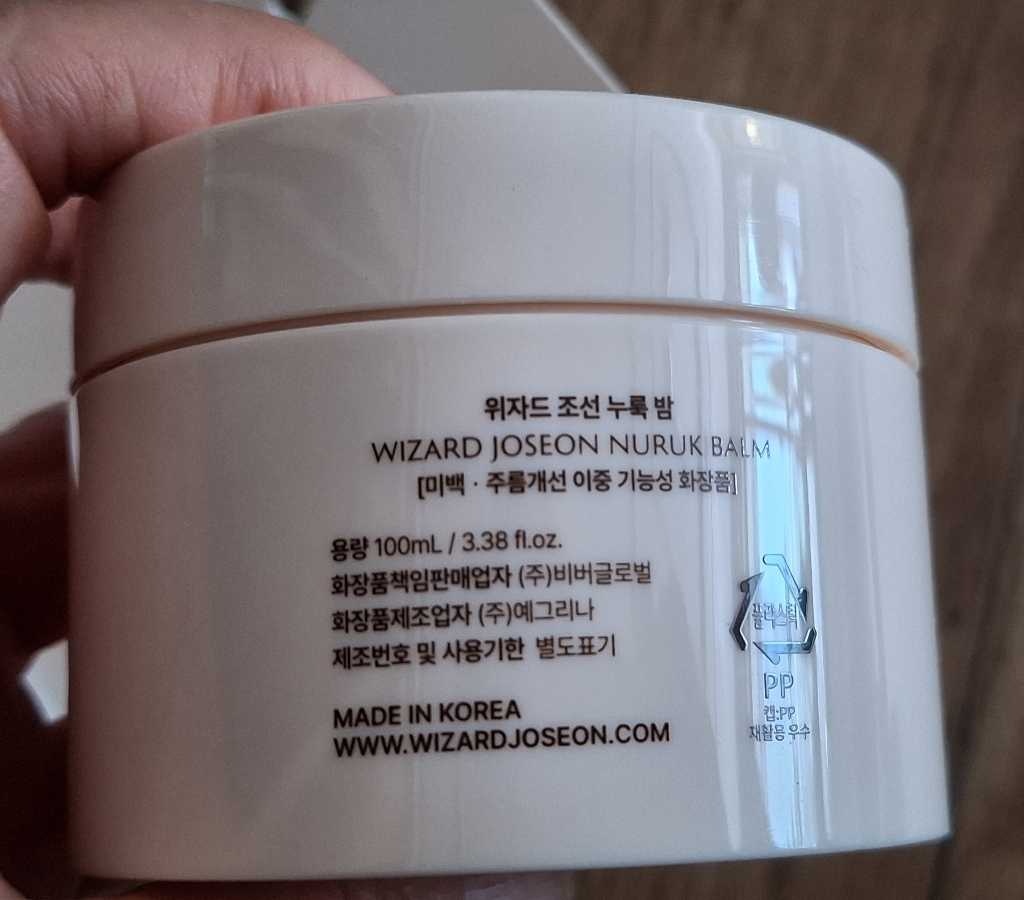 위자드 조선 누룩 밤
WIZARD JOSEON NURUK BALM
[미백 · 주름개선 이중 기능성 화장품]
용량 100mL / 3.38 fl.oz.
화장품책임판매업자 (주)비버글로벌
화장품제조업자 (주)예그리나
제조번호 및 사용기한 별도표기
MADE IN KOREA
WWW.WIZARDJOSEON.COM
플라스틱
PP
캡:PP
재활용 우수